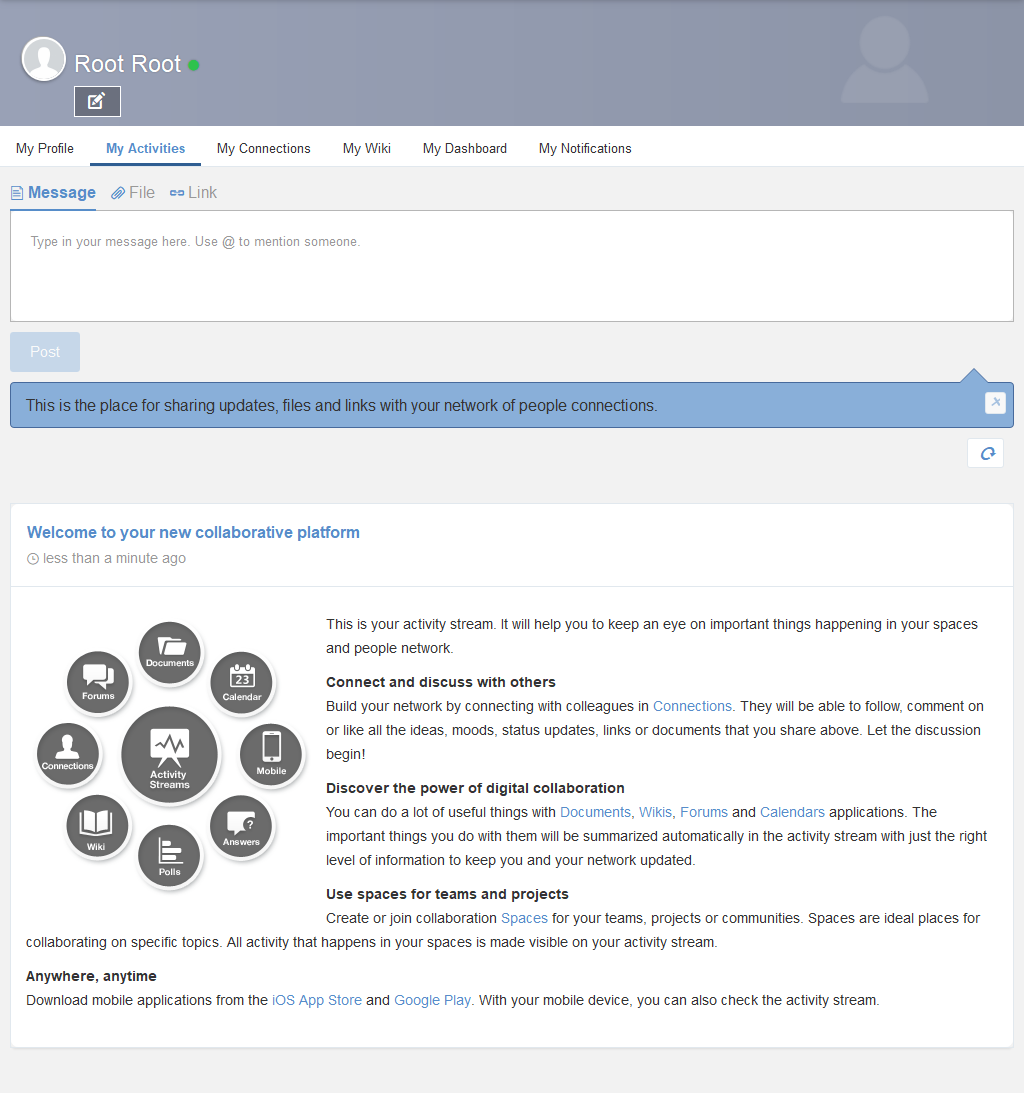 Root Root
My Profile
My Activities
My Connections
My Wiki
My Dashboard
My Notifications
Message
File
Link
Type in your message here. Use @ to mention someone.
Post
This is the place for sharing updates, files and links with your network of people connections.
Welcome to your new collaborative platform
less than a minute ago
Documents
Forums
23
Calendar
Connections
Activity
Streams
Mobile
Wiki
?
Answers
Polls
This is your activity stream. It will help you to keep an eye on important things happening in your spaces
and people network.
Connect and discuss with others
Build your network by connecting with colleagues in Connections. They will be able to follow, comment on
or like all the ideas, moods, status updates, links or documents that you share above. Let the discussion
begin!
Discover the power of digital collaboration
You can do a lot of useful things with Documents, Wikis, Forums and Calendars applications. The
important things you do with them will be summarized automatically in the activity stream with just the right
level of information to keep you and your network updated.
Use spaces for teams and projects
Create or join collaboration Spaces for your teams, projects or communities. Spaces are ideal places for
collaborating on specific topics. All activity that happens in your spaces is made visible on your activity stream.
Anywhere, anytime
Download mobile applications from the iOS App Store and Google Play. With your mobile device, you can also check the activity stream.